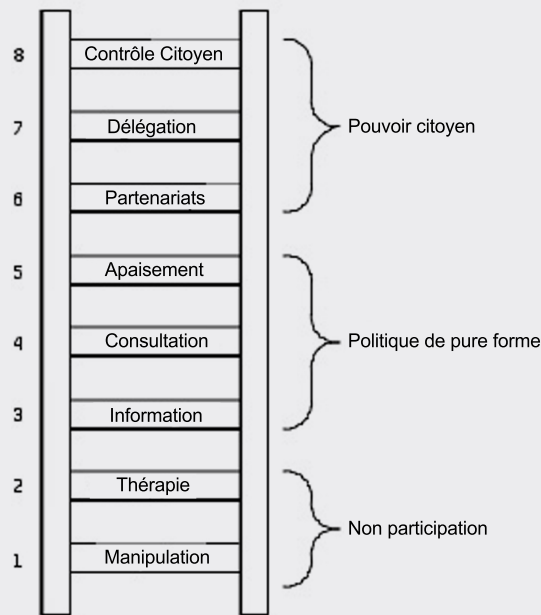 8 Contrôle Citoyen
7 Délégation Pouvoir citoyen
6 Partenariats
5 Apaisement
4 Consultation Politique de pure forme
3 Information
2 Thérapie
Non participation
1 Manipulation